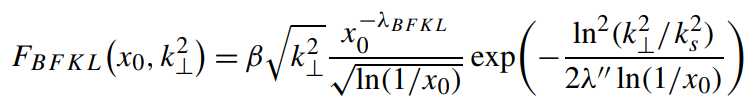 $F_{BFKL}(x_0, k_\perp^2) = \beta \sqrt{k_\perp^2} \frac{x_0^{-\lambda_{BFKL}}}{\sqrt{\ln(1/x_0)}} \exp\left(-\frac{\ln^2(k_\perp^2/k_s^2)}{2\lambda'' \ln(1/x_0)}\right)$